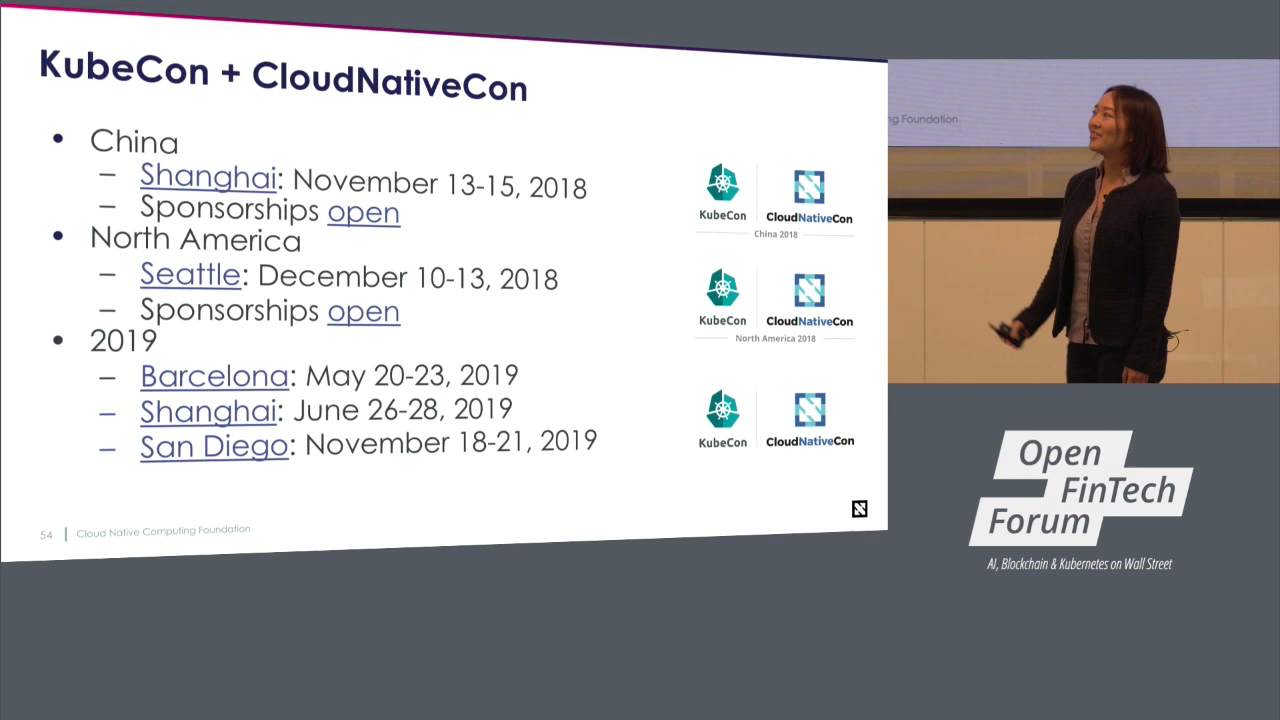 KubeCon + CloudNativeCon
• China
– Shanghai: November 13-15, 2018
– Sponsorships open
• North America
– Seattle: December 10-13, 2018
– Sponsorships open
• 2019
– Barcelona: May 20-23, 2019
– Shanghai: June 26-28, 2019
– San Diego: November 18-21, 2019
KubeCon
CloudNativeCon
China 2018
KubeCon
CloudNativeCon
North America 2018
KubeCon
CloudNativeCon
54 | Cloud Native Computing Foundation
ng Foundation
Open
FinTech
Forum
AI, Blockchain & Kubernetes on Wall Street